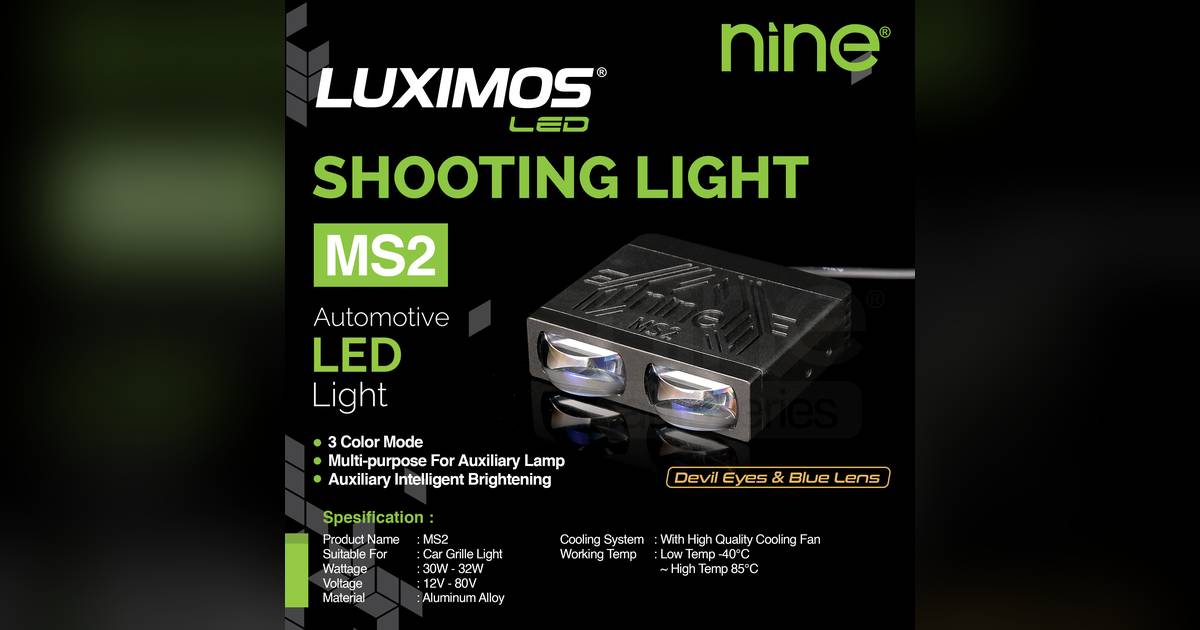 nine®
LUXIMOS®
LED
SHOOTING LIGHT
MS2
Automotive
LED
Light
nine
MS2
®
• 3 Color Mode
• Multi-purpose For Auxiliary Lamp
• Auxiliary Intelligent Brightening
Devil Eyes & Blue Lens
Spesification :
Product Name : MS2
Suitable For : Car Grille Light
Wattage : 30W - 32W
Voltage : 12V - 80V
Material : Aluminum Alloy
Cooling System : With High Quality Cooling Fan
Working Temp : Low Temp -40°C
~ High Temp 85°C